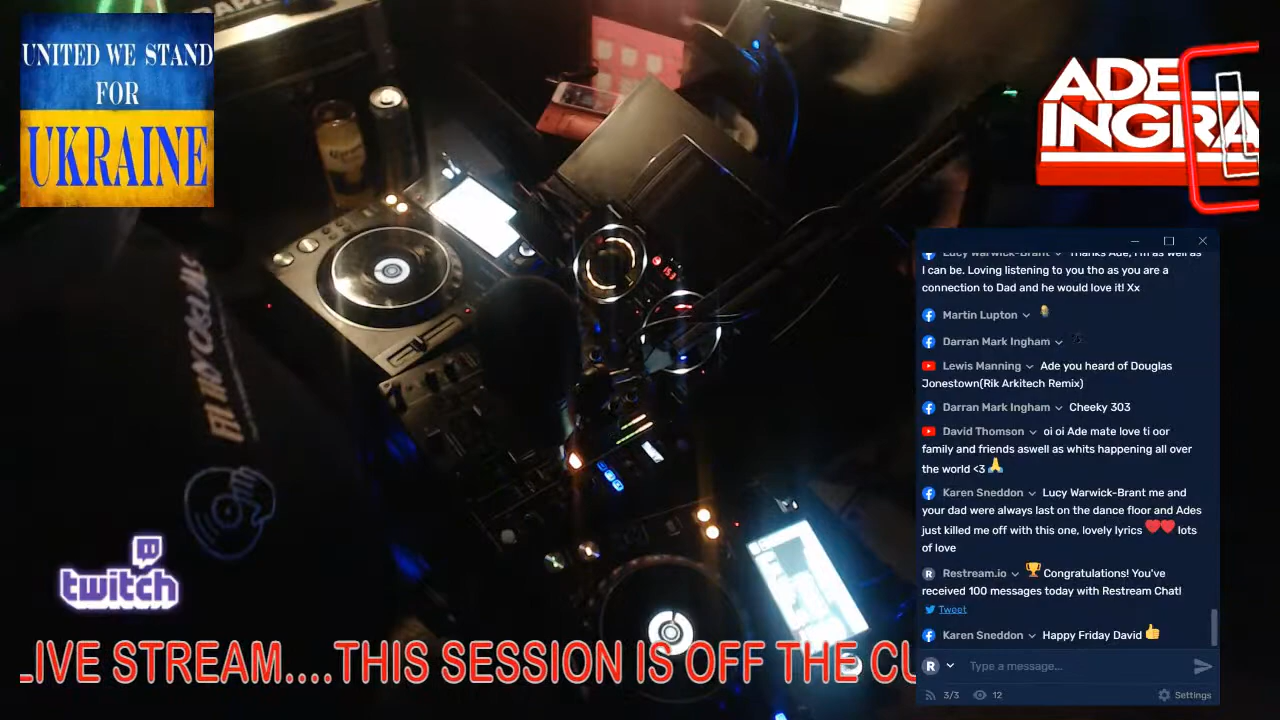 UNITED WE STAND
FOR
UKRAINE
ADE
INGRA
Lucy Warwick-Brant Thanks Ade, I'm as well as
I can be. Loving listening to you tho as you are a
connection to Dad and he would love it! Xx
Martin Lupton
Darran Mark Ingham
Lewis Manning Ade you heard of Douglas
Jonestown(Rik Arkitech Remix)
Darran Mark Ingham Cheeky 303
David Thomson oi oi Ade mate love ti oor
family and friends aswell as whits happening all over
the world <3
Karen Sneddon Lucy Warwick-Brant me and
your dad were always last on the dance floor and Ades
just killed me off with this one, lovely lyrics lots
of love
R Restream.io Congratulations! You've
received 100 messages today with Restream Chat!
Tweet
Karen Sneddon Happy Friday David
R Type a message...
3/3 12 Settings
twitch
LIVE STREAM....THIS SESSION IS OFF THE CU